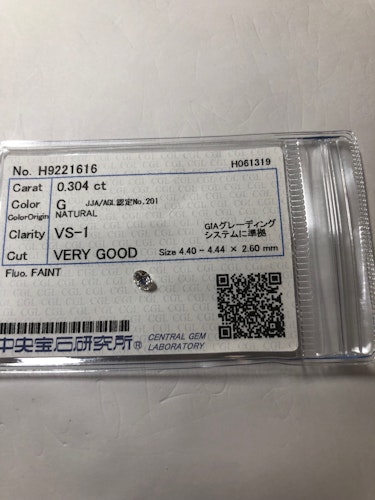 No. H9221616 H061319
Carat 0.304 ct
Color G JJA/AGL認定No.201
ColorOrigin NATURAL
Clarity VS-1 GIAグレーディング
システムに準拠
Cut VERY GOOD Size 4.40 - 4.44 × 2.60 mm
Fluo. FAINT
中央宝石研究所® CENTRAL GEM
LABORATORY